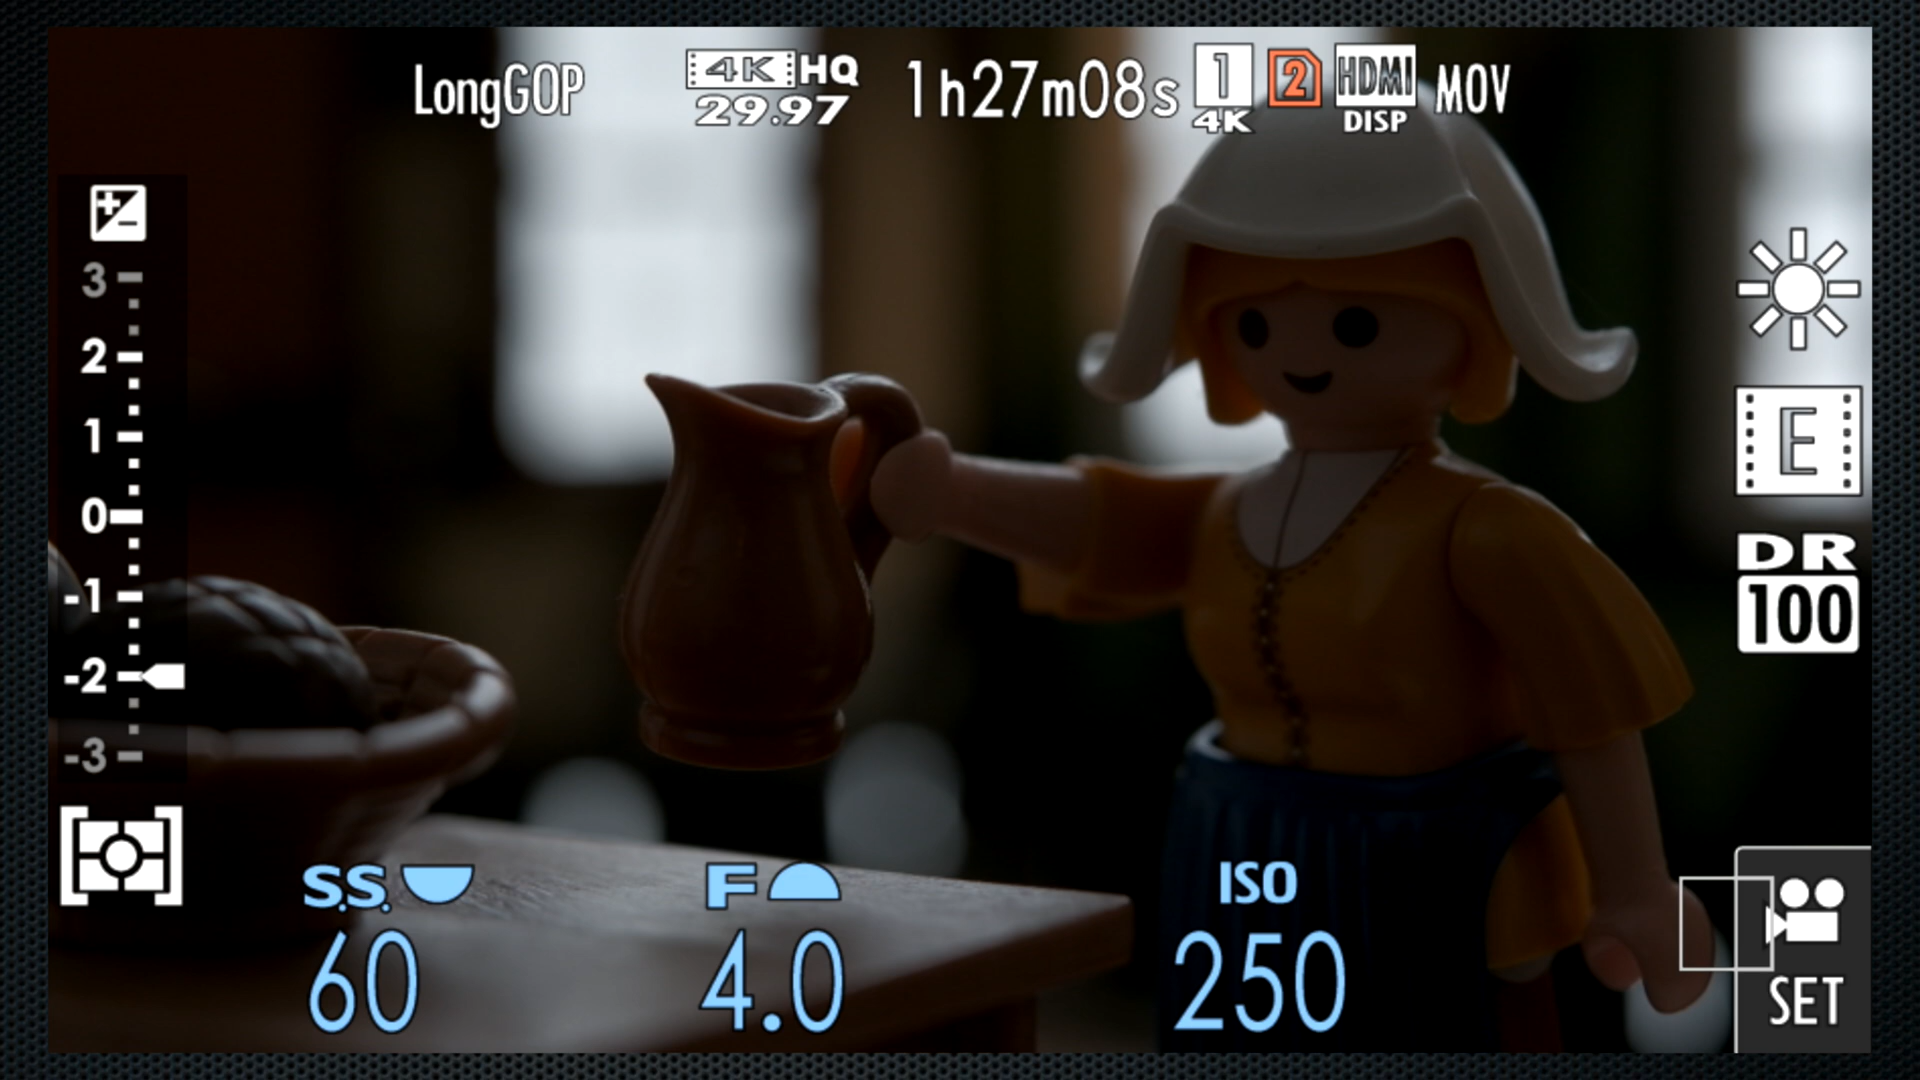 LongGOP 4K HQ 1h27m08s 1 2 HDMI MOV
29.97 4K DISP
3
2
1
0
-1
-2
-3
E
DR
100
S.S. F ISO
60 4.0 250
SET